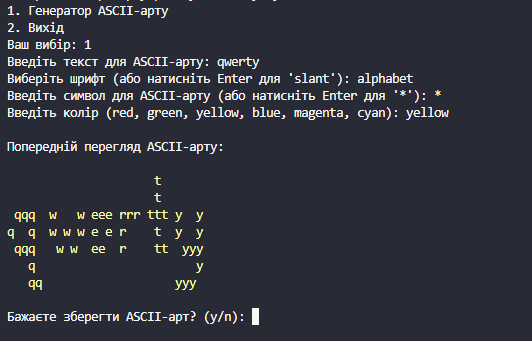 1. Генератор ASCII-арту
2. Вихід
Ваш вибір: 1
Введіть текст для ASCII-арту: qwerty
Виберіть шрифт (або натисніть Enter для 'slant'): alphabet
Введіть символ для ASCII-арту (або натисніть Enter для '*'): *
Введіть колір (red, green, yellow, blue, magenta, cyan): yellow

Попередній перегляд ASCII-арту:

                     t
                     t
 qqq  w   w eee rrr ttt y  y
q  q  w w w e e r    t  y  y
 qqq   w w  ee  r    tt  yyy
   q                       y
   qq                   yyy

Бажаєте зберегти ASCII-арт? (y/n):